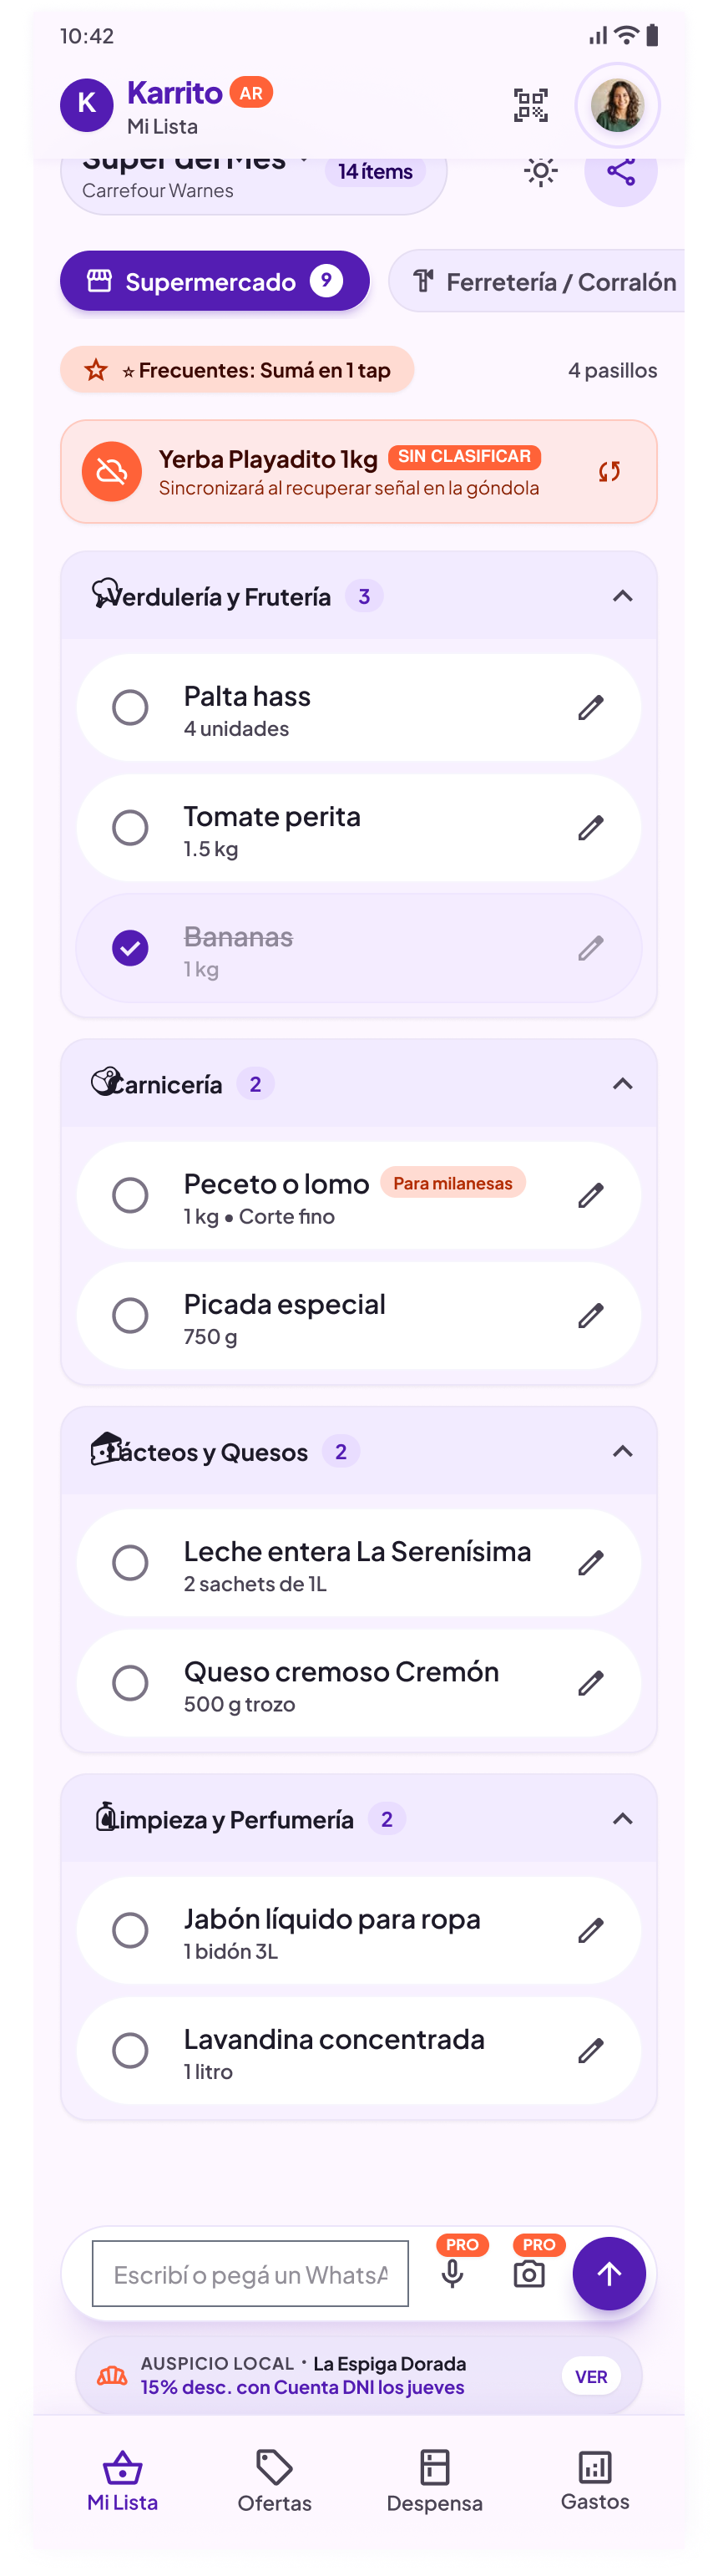 10:42
K
Karrito AR
Mi Lista
Super del Mes
14 ítems
Carrefour Warnes
Supermercado 9
Ferretería / Corralón
⭐ Frecuentes: Sumá en 1 tap
4 pasillos
Yerba Playadito 1kg SIN CLASIFICAR
Sincronizará al recuperar señal en la góndola
Verdulería y Frutería 3
Palta hass
4 unidades
Tomate perita
1.5 kg
Bananas
1 kg
Carnicería 2
Peceto o lomo Para milanesas
1 kg • Corte fino
Picada especial
750 g
Lácteos y Quesos 2
Leche entera La Serenísima
2 sachets de 1L
Queso cremoso Cremón
500 g trozo
Limpieza y Perfumería 2
Jabón líquido para ropa
1 bidón 3L
Lavandina concentrada
1 litro
PRO PRO
Escribí o pegá un WhatsA
AUSPICIO LOCAL • La Espiga Dorada
15% desc. con Cuenta DNI los jueves
VER
Mi Lista
Ofertas
Despensa
Gastos